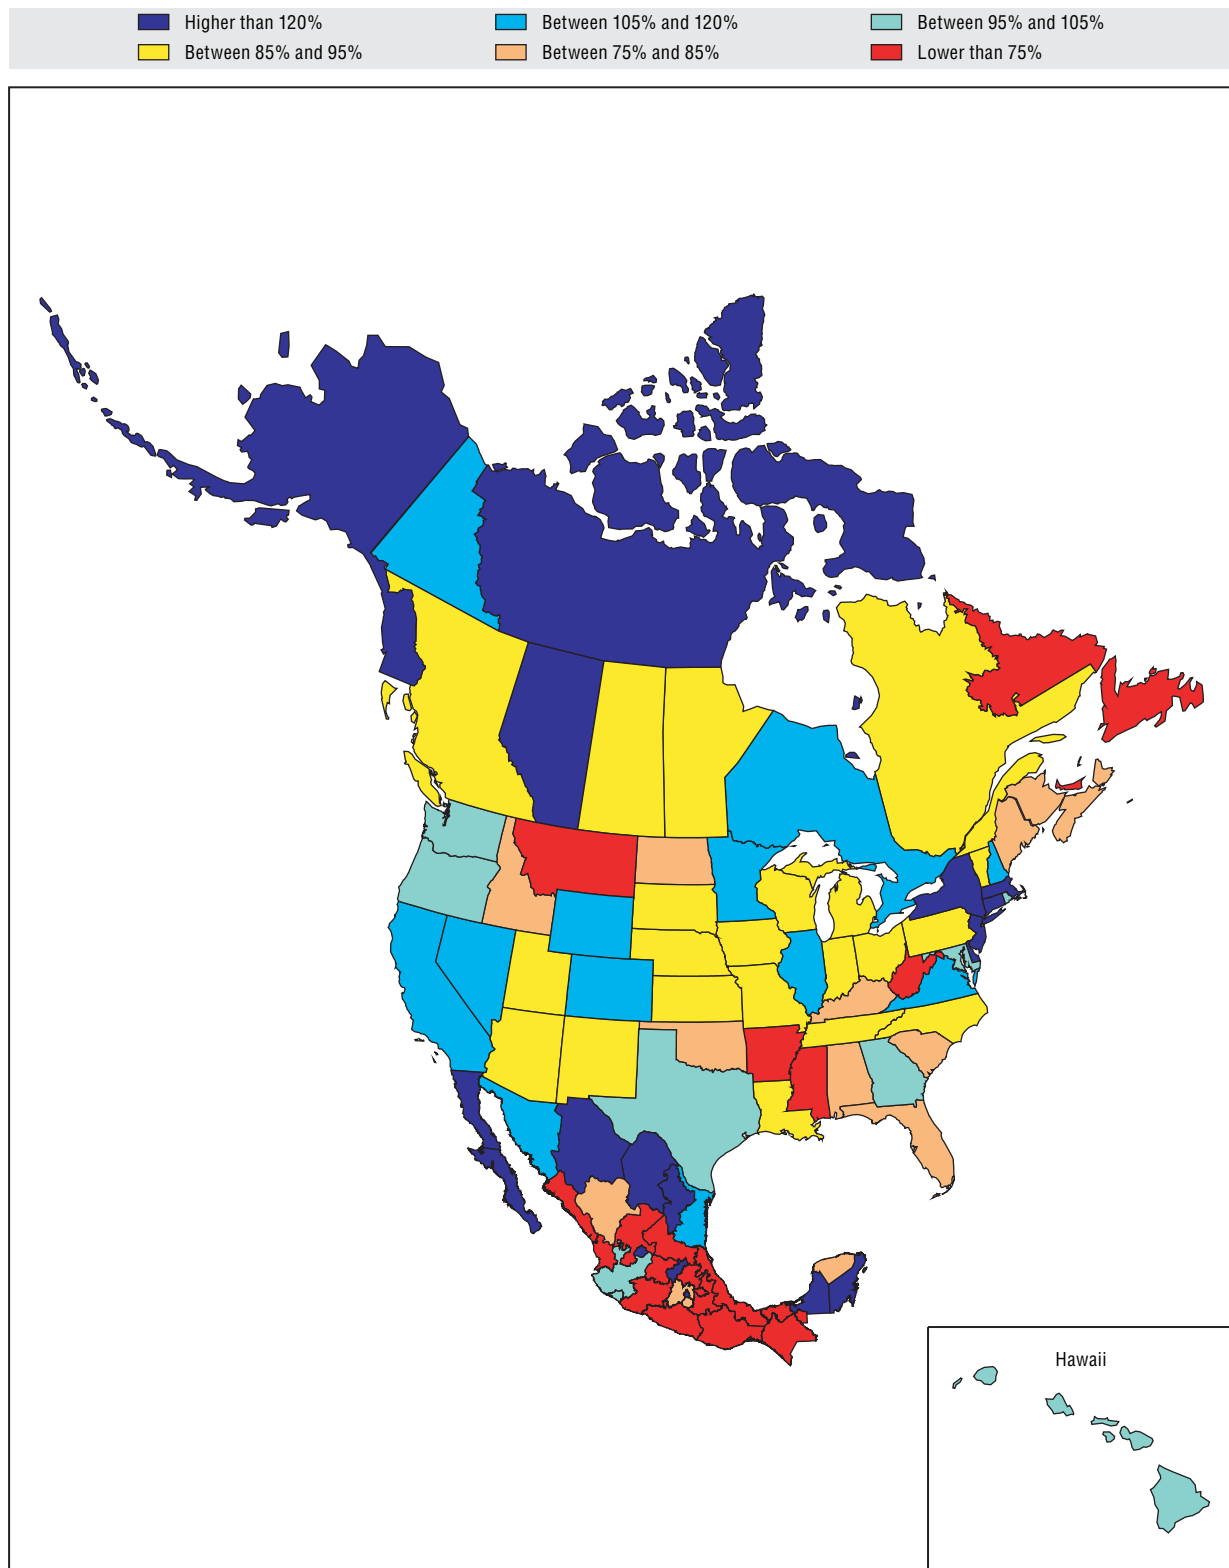 Higher than 120%
Between 105% and 120%
Between 95% and 105%
Between 85% and 95%
Between 75% and 85%
Lower than 75%
Hawaii